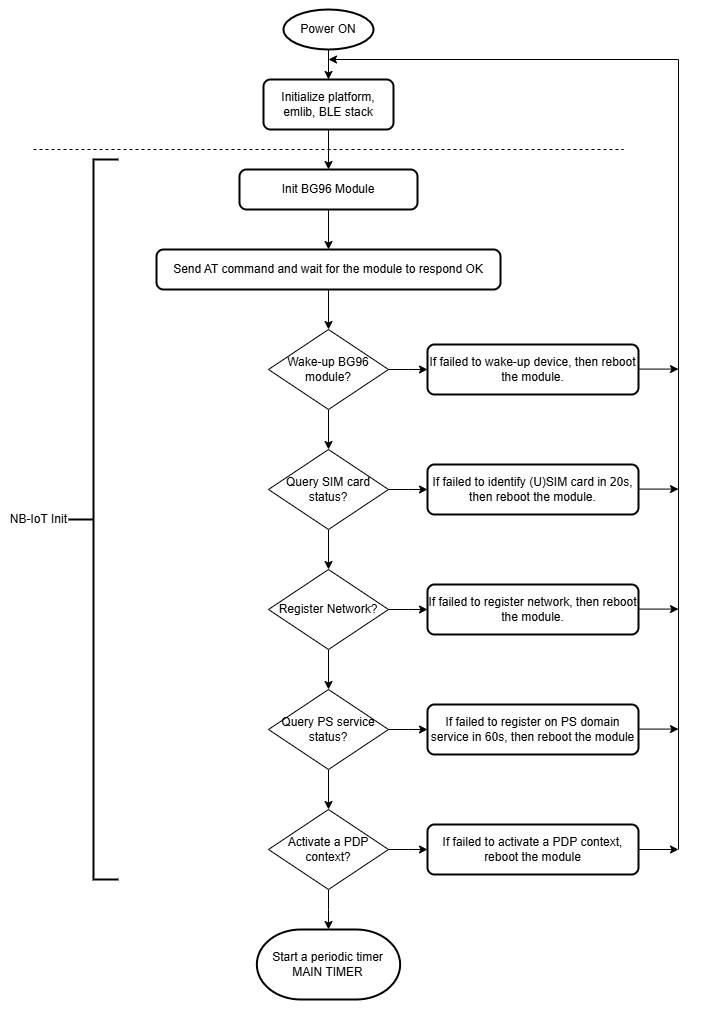 Power ON
Initialize platform,
emlib, BLE stack
Init BG96 Module
Send AT command and wait for the module to respond OK
Wake-up BG96
module?
If failed to wake-up device, then reboot
the module.
Query SIM card
status?
If failed to identify (U)SIM card in 20s,
then reboot the module.
NB-IoT Init
Register Network?
If failed to register network, then reboot
the module.
Query PS service
status?
If failed to register on PS domain
service in 60s, then reboot the module
Activate a PDP
context?
If failed to activate a PDP context,
reboot the module
Start a periodic timer
MAIN TIMER